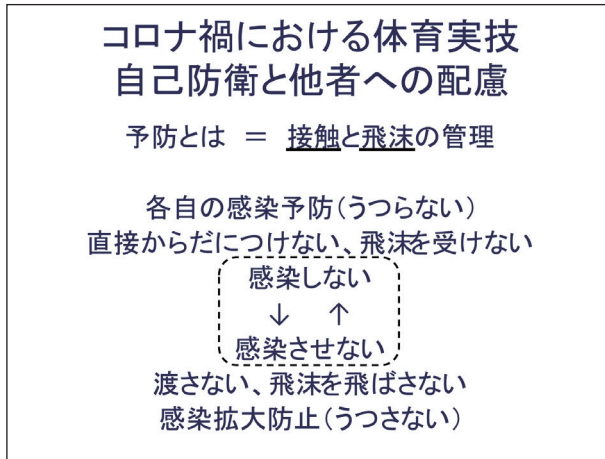 コロナ禍における体育実技
自己防衛と他者への配慮
予防とは ＝ 接触と飛沫の管理
各自の感染予防（うつらない）
直接からだにつけない、飛沫を受けない
感染しない
↓ ↑
感染させない
渡さない、飛沫を飛ばさない
感染拡大防止（うつさない）